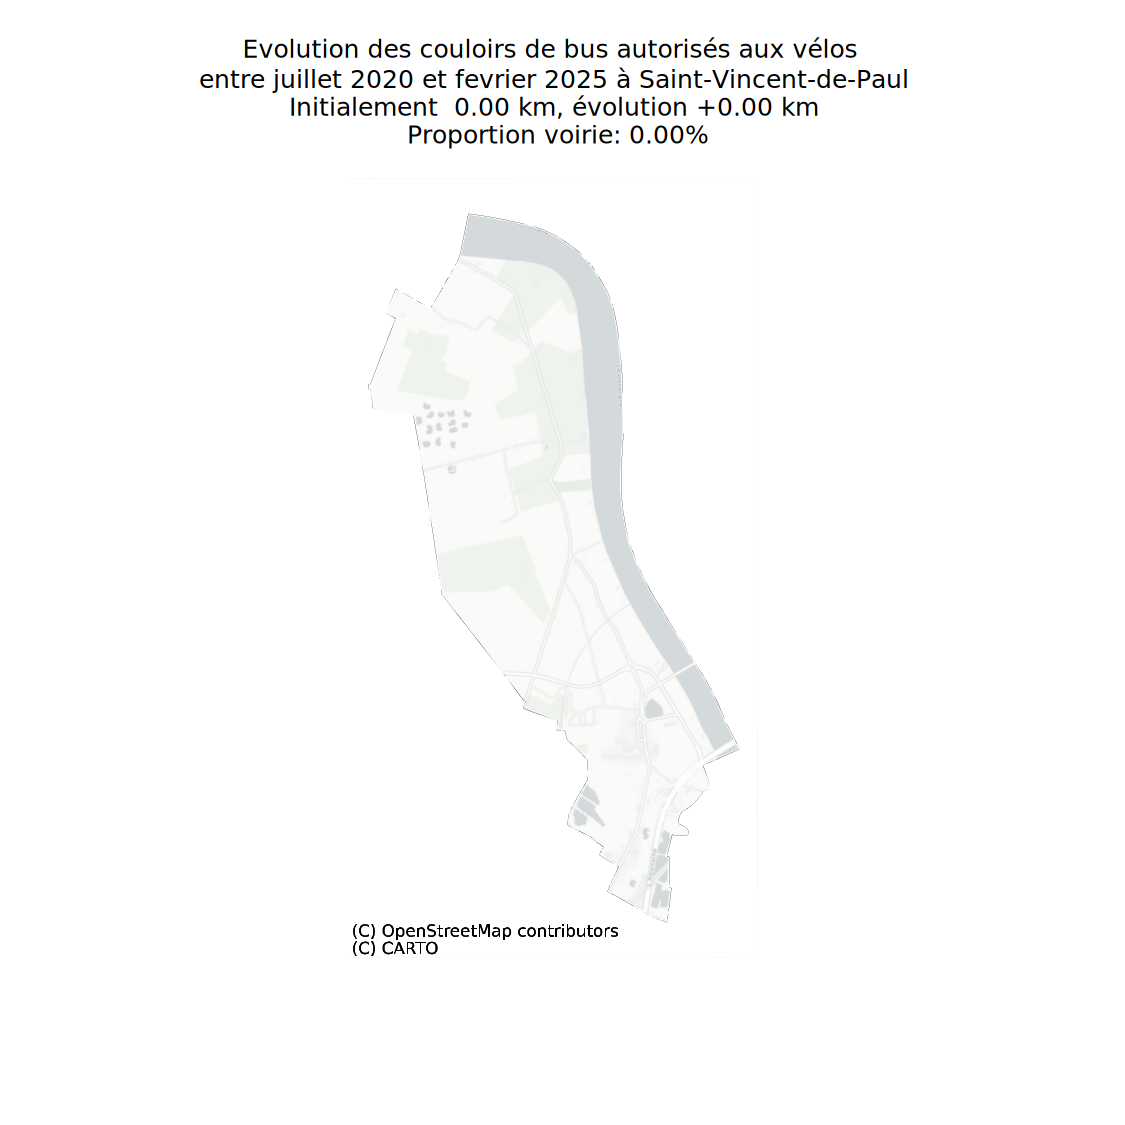 Evolution des couloirs de bus autorisés aux vélos
entre juillet 2020 et fevrier 2025 à Saint-Vincent-de-Paul
Initialement  0.00 km, évolution +0.00 km
Proportion voirie: 0.00%
(C) OpenStreetMap contributors
(C) CARTO